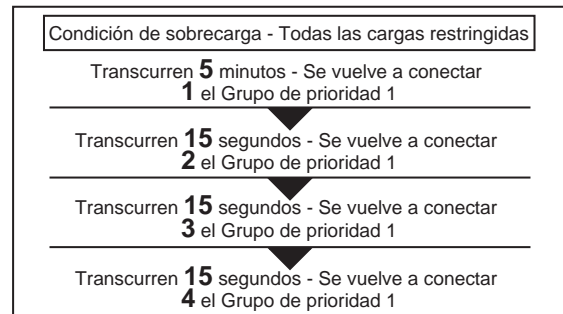 Condición de sobrecarga - Todas las cargas restringidas
Transcurren 5 minutos - Se vuelve a conectar
1 el Grupo de prioridad 1
Transcurren 15 segundos - Se vuelve a conectar
2 el Grupo de prioridad 1
Transcurren 15 segundos - Se vuelve a conectar
3 el Grupo de prioridad 1
Transcurren 15 segundos - Se vuelve a conectar
4 el Grupo de prioridad 1